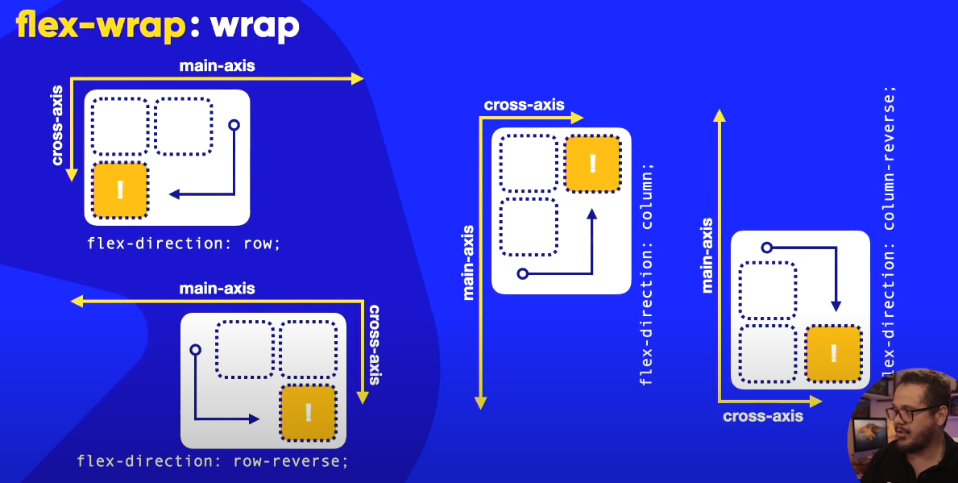 flex-wrap: wrap
main-axis
cross-axis
!
flex-direction: row;
main-axis
cross-axis
!
flex-direction: row-reverse;
cross-axis
main-axis
!
flex-direction: column;
main-axis
cross-axis
!
flex-direction: column-reverse;